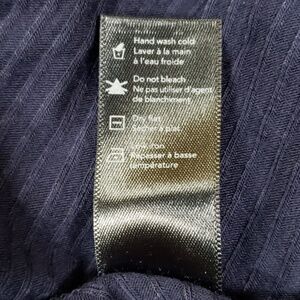 Hand wash cold
Laver à la main
à l'eau froide
Do not bleach
Ne pas utiliser d'agent
de blanchiment
Dry flat
Sécher à plat
Low iron
Repasser à basse
température